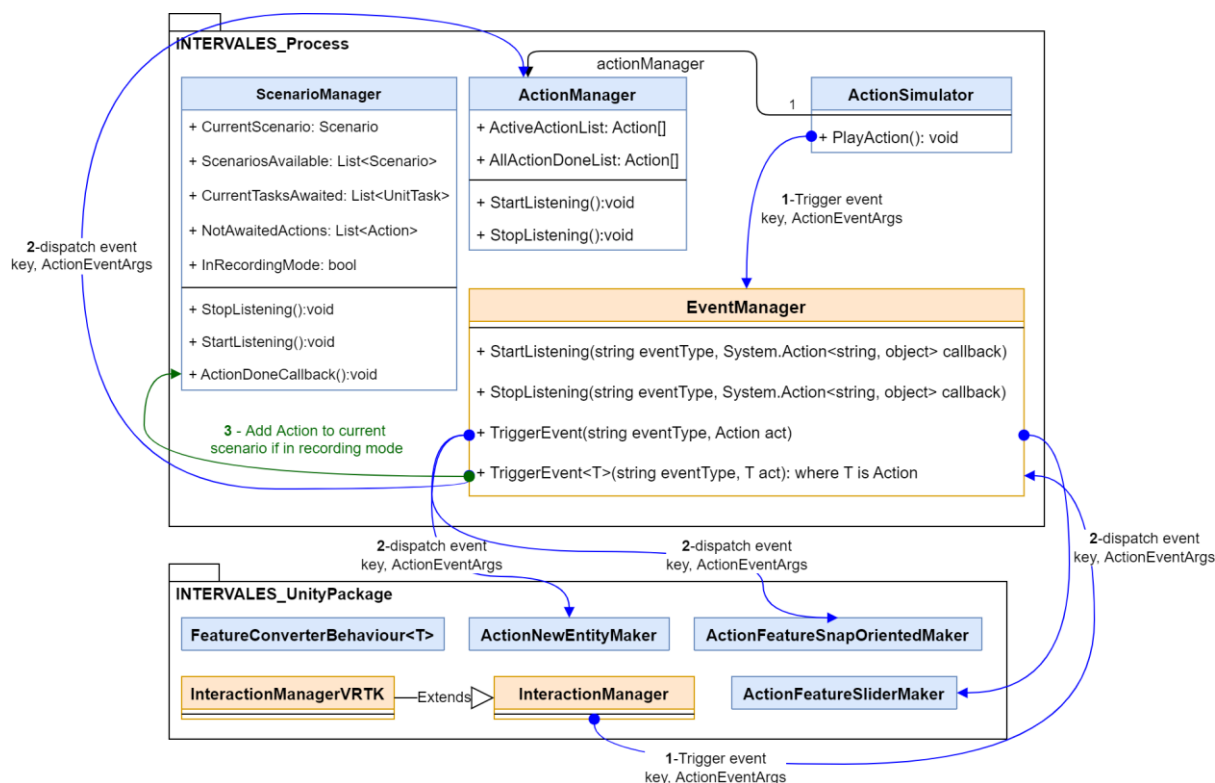 INTERVALES_Process
actionManager
ScenarioManager
+ CurrentScenario: Scenario
+ ScenariosAvailable: List<Scenario>
+ CurrentTasksAwaited: List<UnitTask>
+ NotAwaitedActions: List<Action>
+ InRecordingMode: bool
+ StopListening():void
+ StartListening():void
+ ActionDoneCallback():void
ActionManager
+ ActiveActionList: Action[]
+ AllActionDoneList: Action[]
+ StartListening():void
+ StopListening():void
1
ActionSimulator
+ PlayAction(): void
1-Trigger event
key, ActionEventArgs
2-dispatch event
key, ActionEventArgs
EventManager
+ StartListening(string eventType, System.Action<string, object> callback)
+ StopListening(string eventType, System.Action<string, object> callback)
+ TriggerEvent(string eventType, Action act)
+ TriggerEvent<T>(string eventType, T act): where T is Action
3 - Add Action to current
scenario if in recording mode
2-dispatch event
key, ActionEventArgs
2-dispatch event
key, ActionEventArgs
2-dispatch event
key, ActionEventArgs
INTERVALES_UnityPackage
FeatureConverterBehaviour<T>
ActionNewEntityMaker
ActionFeatureSnapOrientedMaker
InteractionManagerVRTK
Extends
InteractionManager
ActionFeatureSliderMaker
1-Trigger event
key, ActionEventArgs